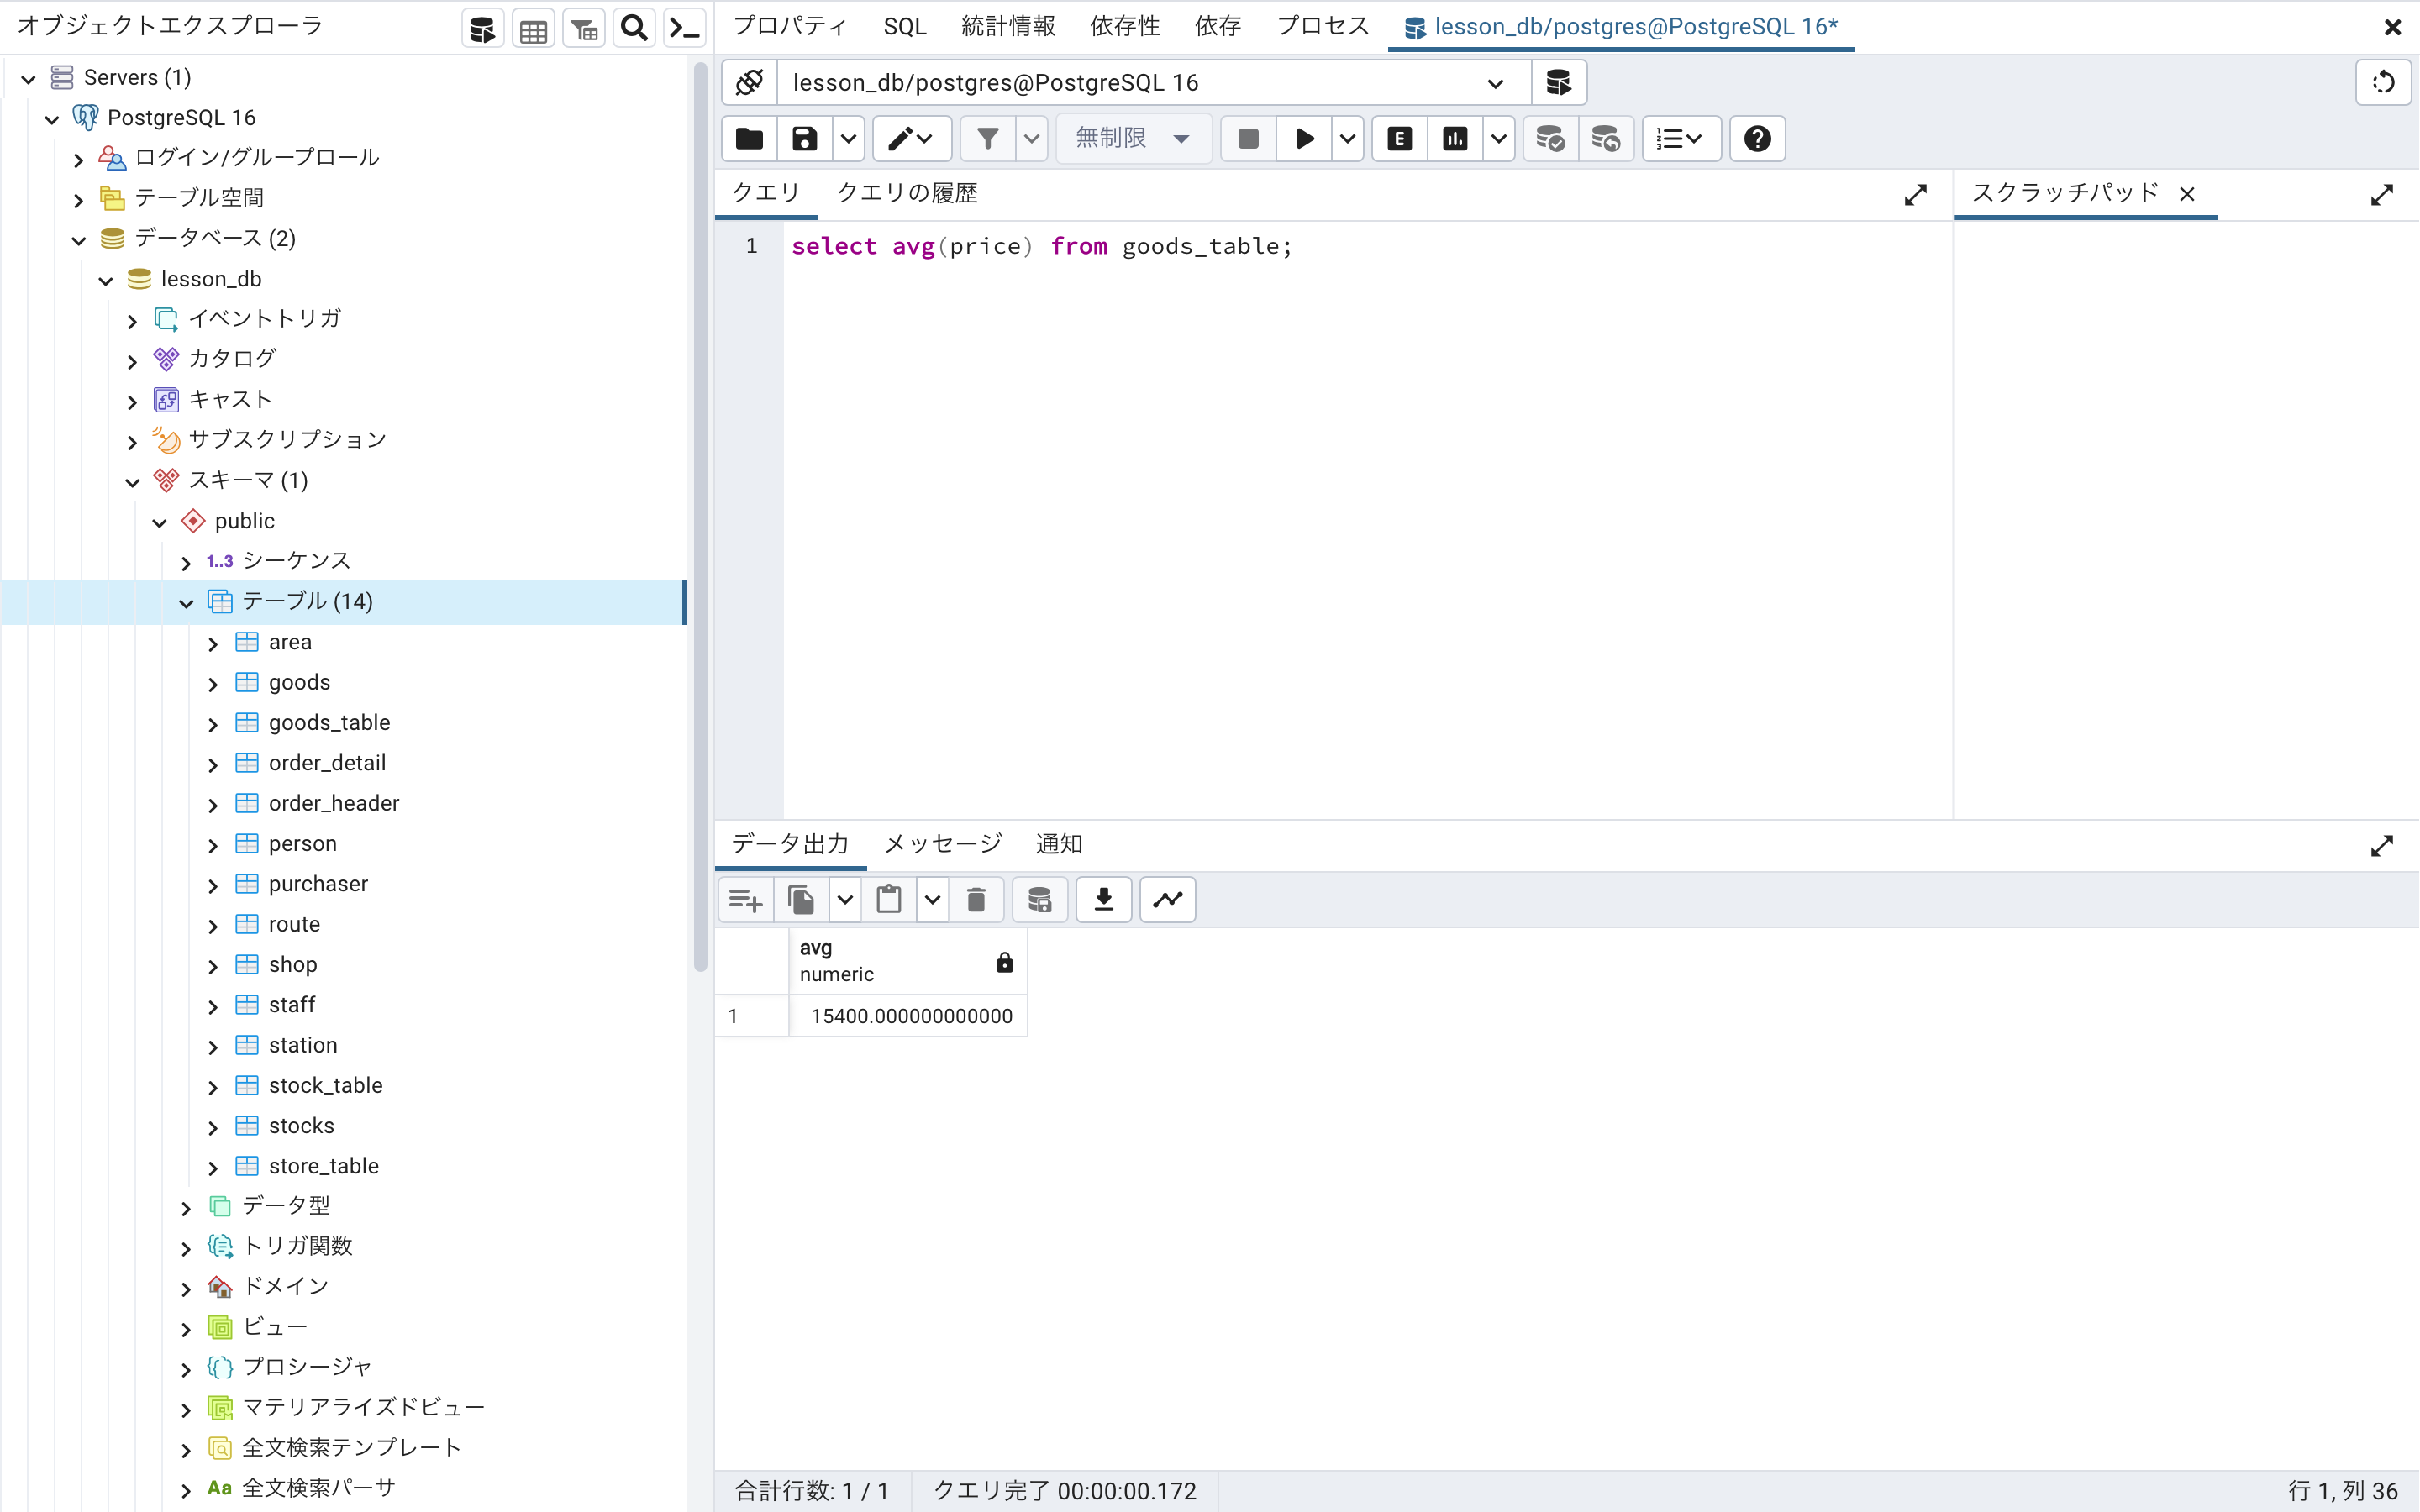 オブジェクトエクスプローラ
Servers (1)
PostgreSQL 16
ログイン/グループロール
テーブル空間
データベース (2)
lesson_db
イベントトリガ
カタログ
キャスト
サブスクリプション
スキーマ (1)
public
1..3 シーケンス
テーブル (14)
area
goods
goods_table
order_detail
order_header
person
purchaser
route
shop
staff
station
stock_table
stocks
store_table
データ型
トリガ関数
ドメイン
ビュー
プロシージャ
マテリアライズドビュー
全文検索テンプレート
Aa 全文検索パーサ
プロパティ SQL 統計情報 依存性 依存 プロセス lesson_db/postgres@PostgreSQL 16*
lesson_db/postgres@PostgreSQL 16
無制限 E
クエリ クエリの履歴 スクラッチパッド
1 select avg(price) from goods_table;
データ出力 メッセージ 通知
avg
numeric
1 15400.000000000000
合計行数: 1 / 1 クエリ完了 00:00:00.172 行 1, 列 36